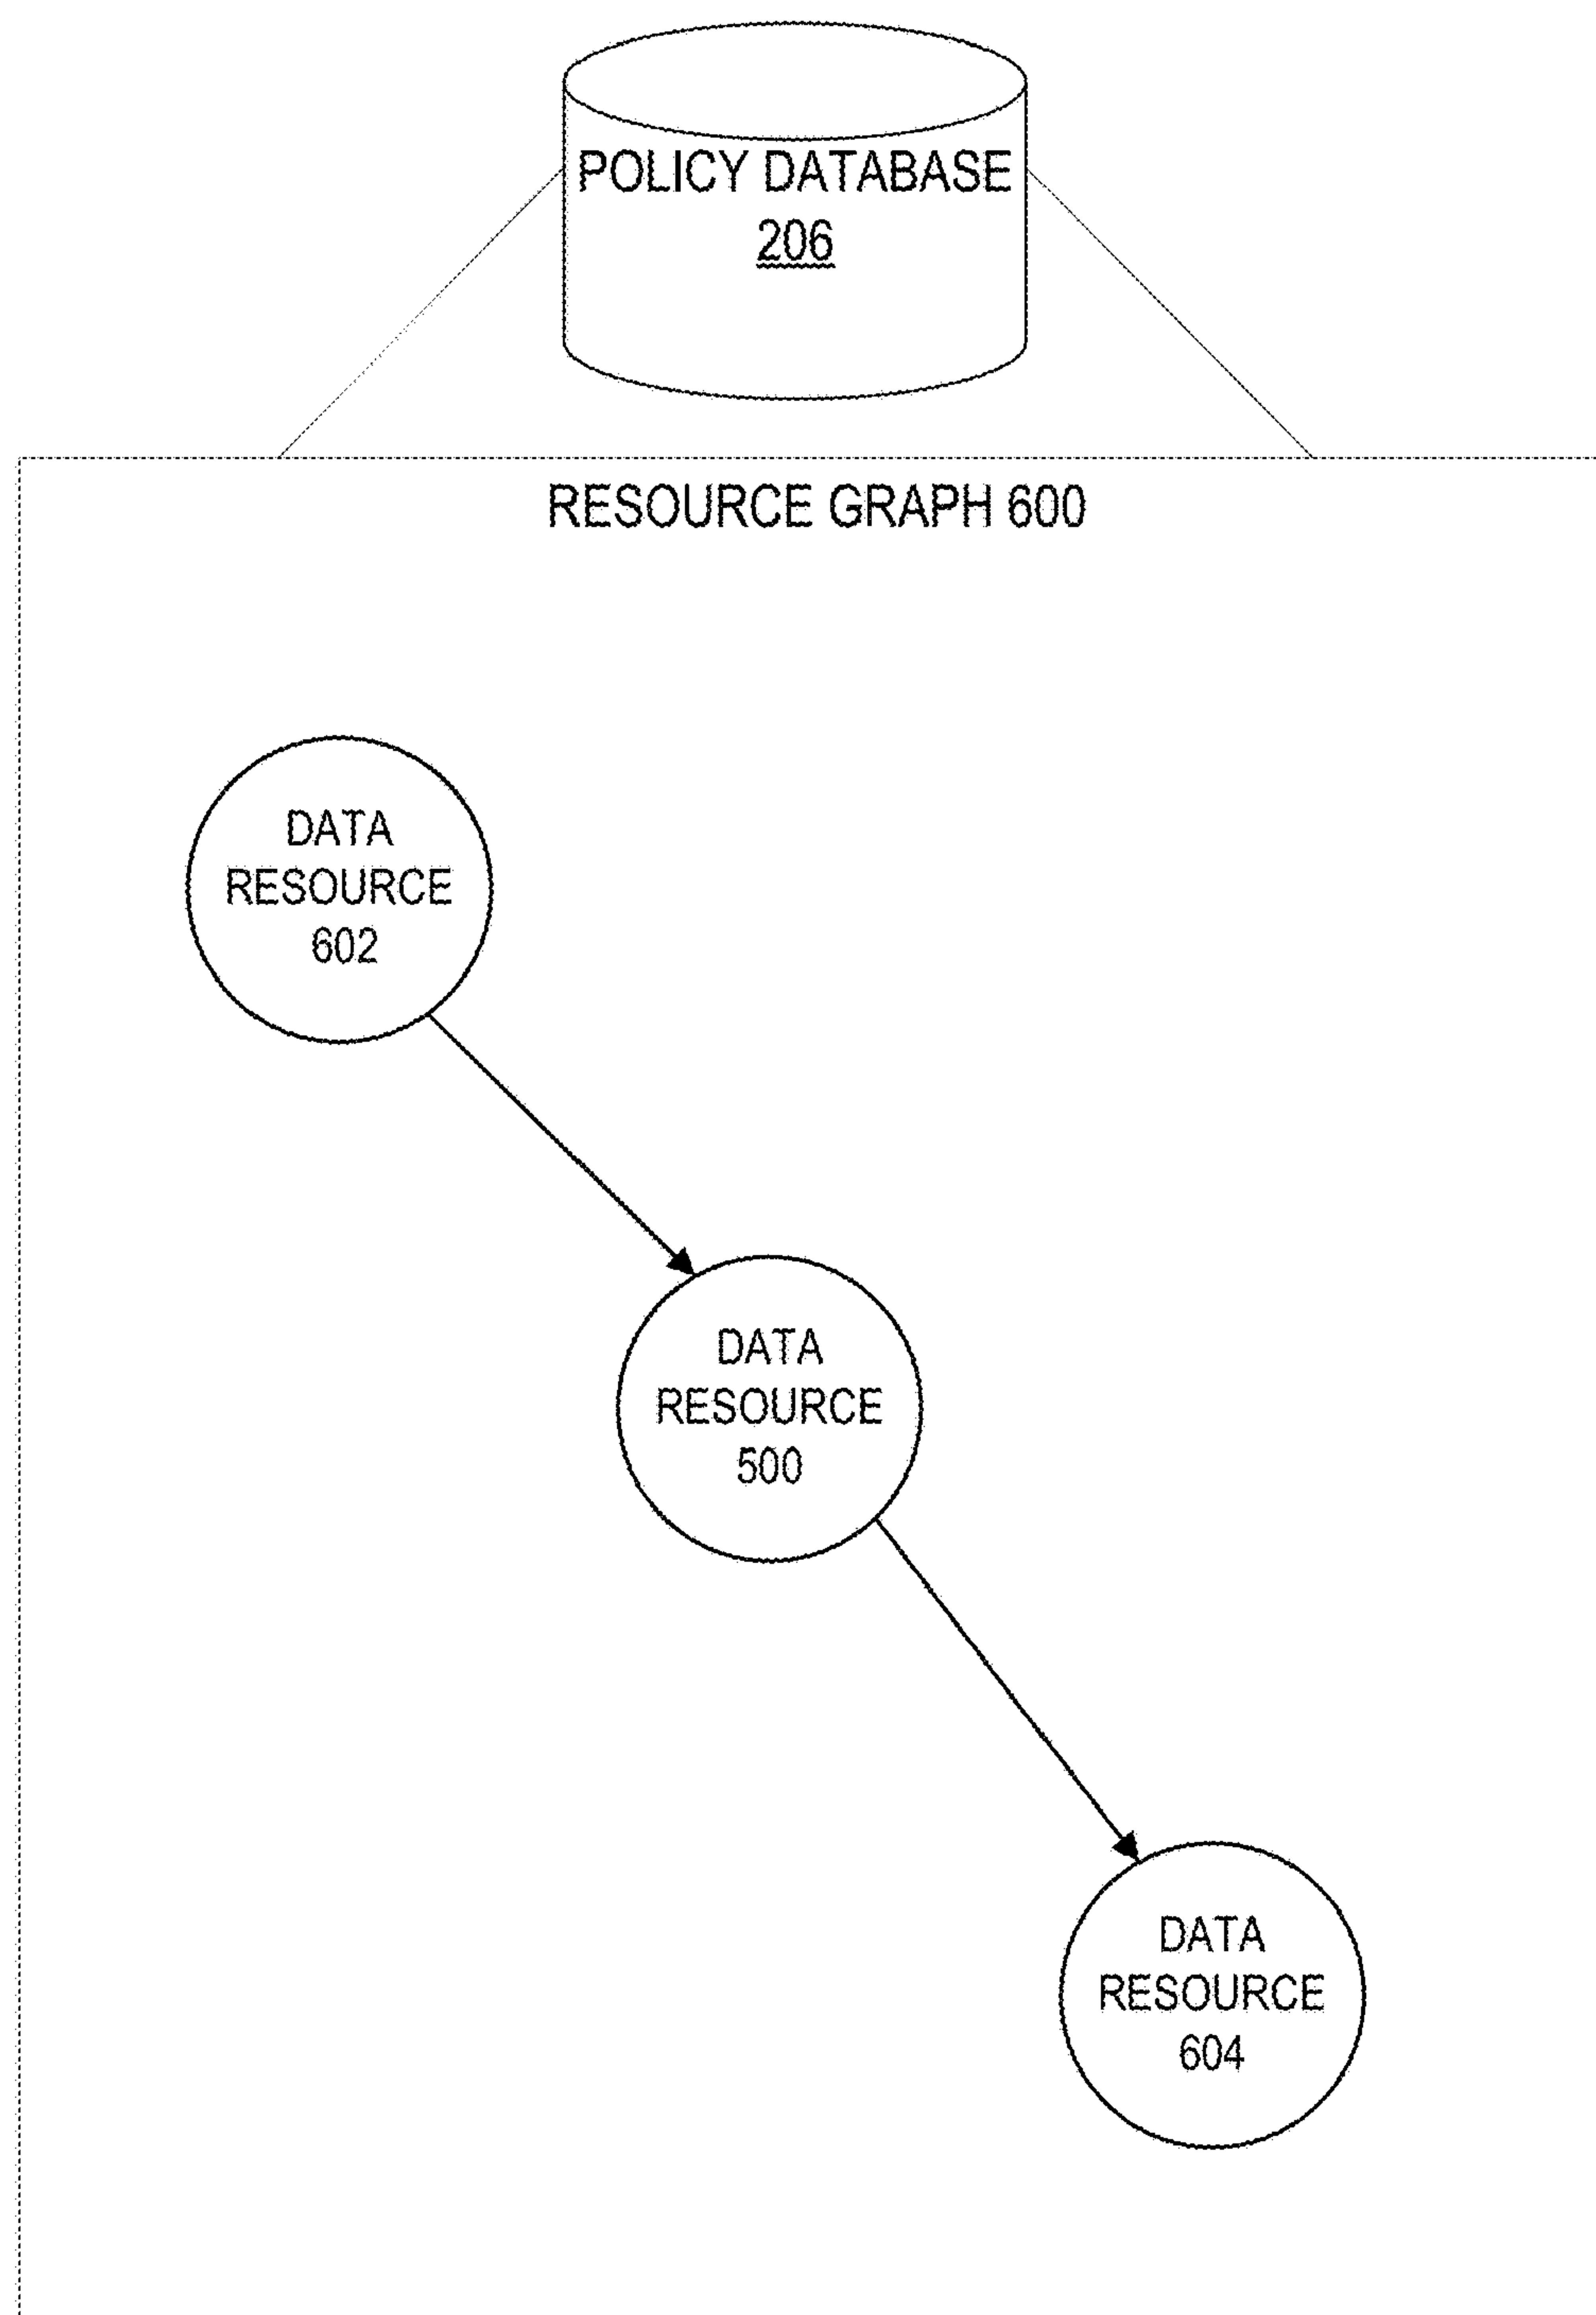 POLICY DATABASE
206
RESOURCE GRAPH 600
DATA
RESOURCE
602
DATA
RESOURCE
500
DATA
RESOURCE
604